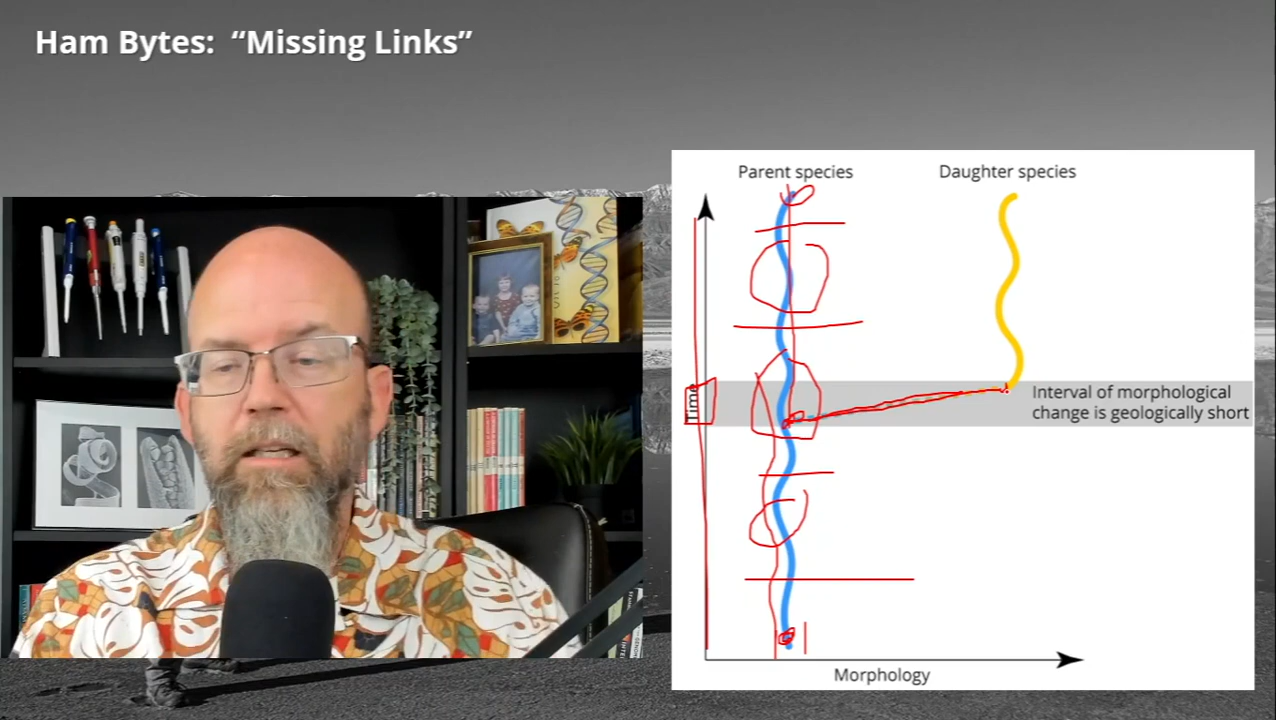 Ham Bytes: “Missing Links”
Parent species
Daughter species
Time
Interval of morphological
change is geologically short
Morphology